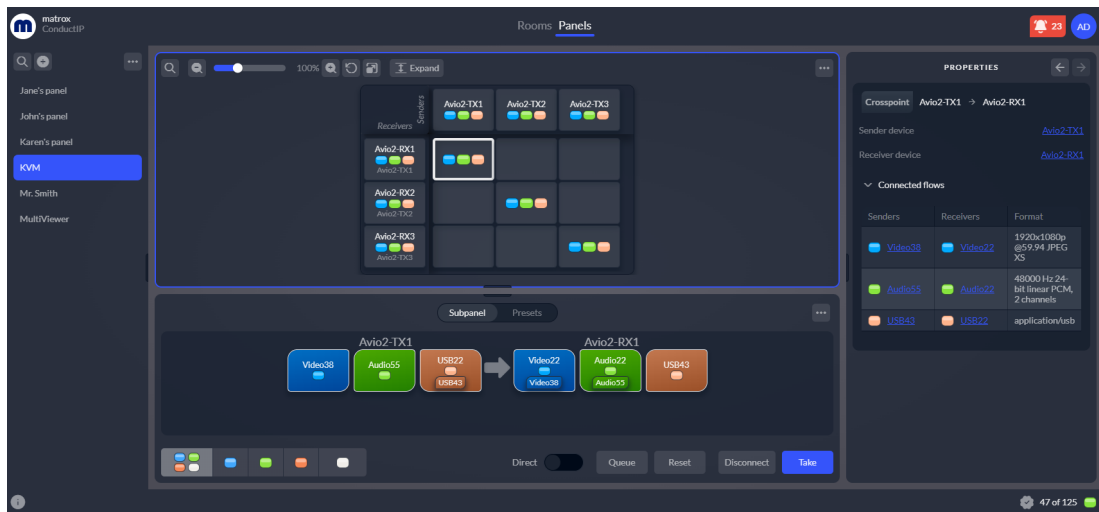 matrox
ConductIP
Rooms Panels
23
AD
Jane's panel
John's panel
Karen's panel
KVM
Mr. Smith
MultiViewer
100%
Expand
Receivers
Senders
Avio2-TX1
Avio2-TX2
Avio2-TX3
Avio2-RX1
Avio2-TX1
Avio2-RX2
Avio2-TX2
Avio2-RX3
Avio2-TX3
Subpanel Presets
Avio2-TX1
Avio2-RX1
Video38
Audio55
USB22
USB43
Video22
Video38
Audio22
Audio55
USB43
Direct
Queue
Reset
Disconnect
Take
PROPERTIES
Crosspoint Avio2-TX1 → Avio2-RX1
Sender device Avio2-TX1
Receiver device Avio2-RX1
Connected flows
Senders Receivers Format
Video38 Video22
1920x1080p
@59.94 JPEG
XS
Audio55 Audio22
48000 Hz 24-
bit linear PCM,
2 channels
USB43 USB22 application/usb
47 of 125